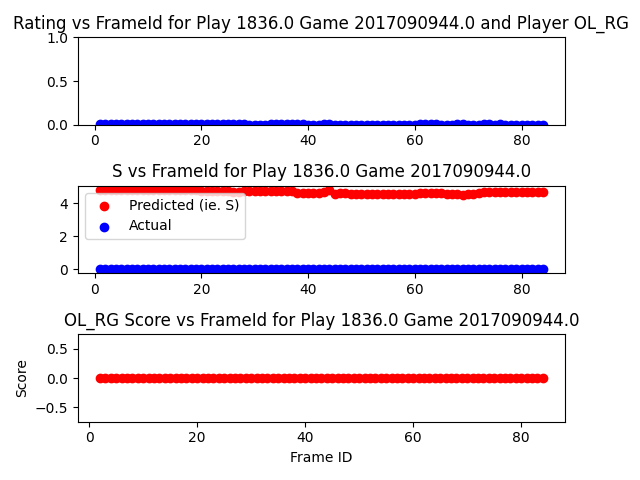 Rating vs FrameId for Play 1836.0 Game 2017090944.0 and Player OL_RG
1.0
0.5
0.0
0 20 40 60 80
S vs FrameId for Play 1836.0 Game 2017090944.0
4
2
0
Predicted (ie. S)
Actual
0 20 40 60 80
OL_RG Score vs FrameId for Play 1836.0 Game 2017090944.0
Score
0.5
0.0
−0.5
0 20 40 60 80
Frame ID